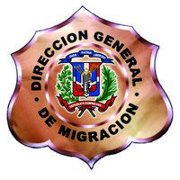 DIRECCION GENERAL
DE MIGRACION